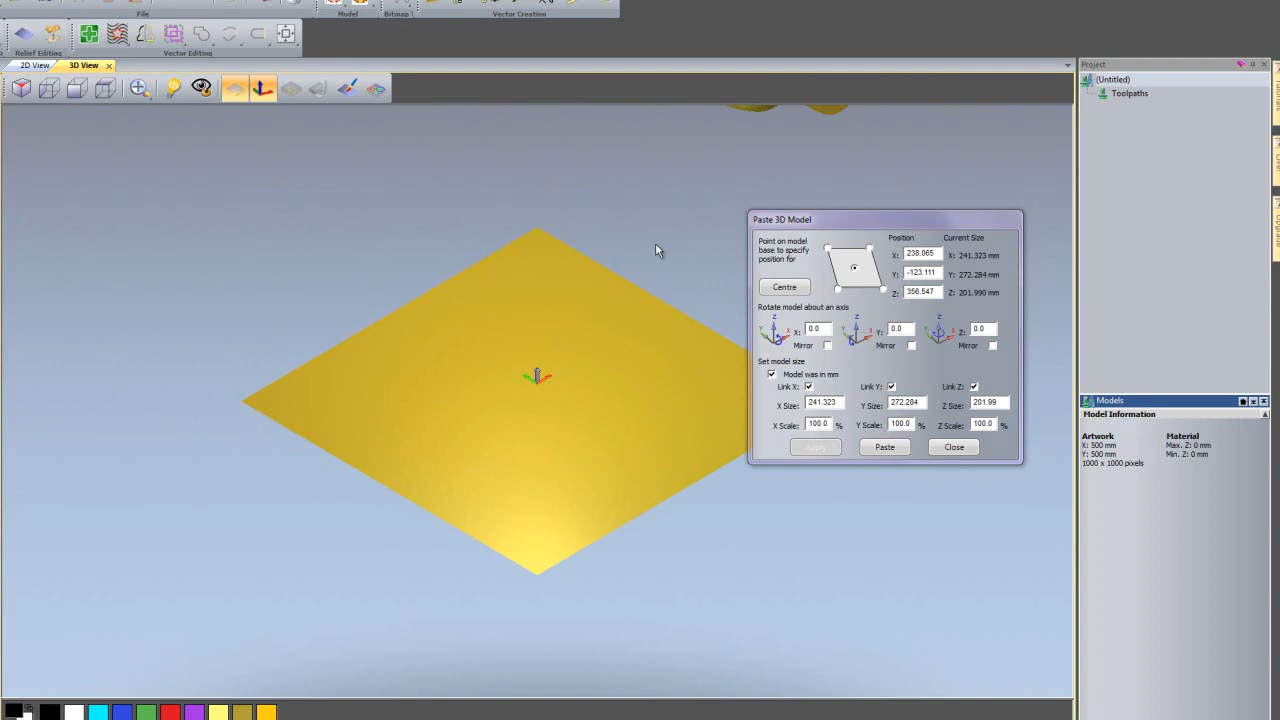 File
Model
Bitmap
Vector Creation
Relief Editing
Vector Editing
2D View
3D View
Project
(Untitled)
Toolpaths
Paste 3D Model
Point on model
base to specify
position for
Centre
Position
X: 238.065
Y: -123.111
Z: 356.547
Current Size
X: 241.323 mm
Y: 272.284 mm
Z: 201.990 mm
Rotate model about an axis
X: 0.0
Y: 0.0
Z: 0.0
Mirror
Mirror
Mirror
Set model size
Model was in mm
Link X:
Link Y:
Link Z:
X Size: 241.323
Y Size: 272.284
Z Size: 201.99
X Scale: 100.0 %
Y Scale: 100.0 %
Z Scale: 100.0 %
Apply
Paste
Close
Models
Model Information
Artwork
X: 500 mm
Y: 500 mm
1000 x 1000 pixels
Material
Max. Z: 0 mm
Min. Z: 0 mm